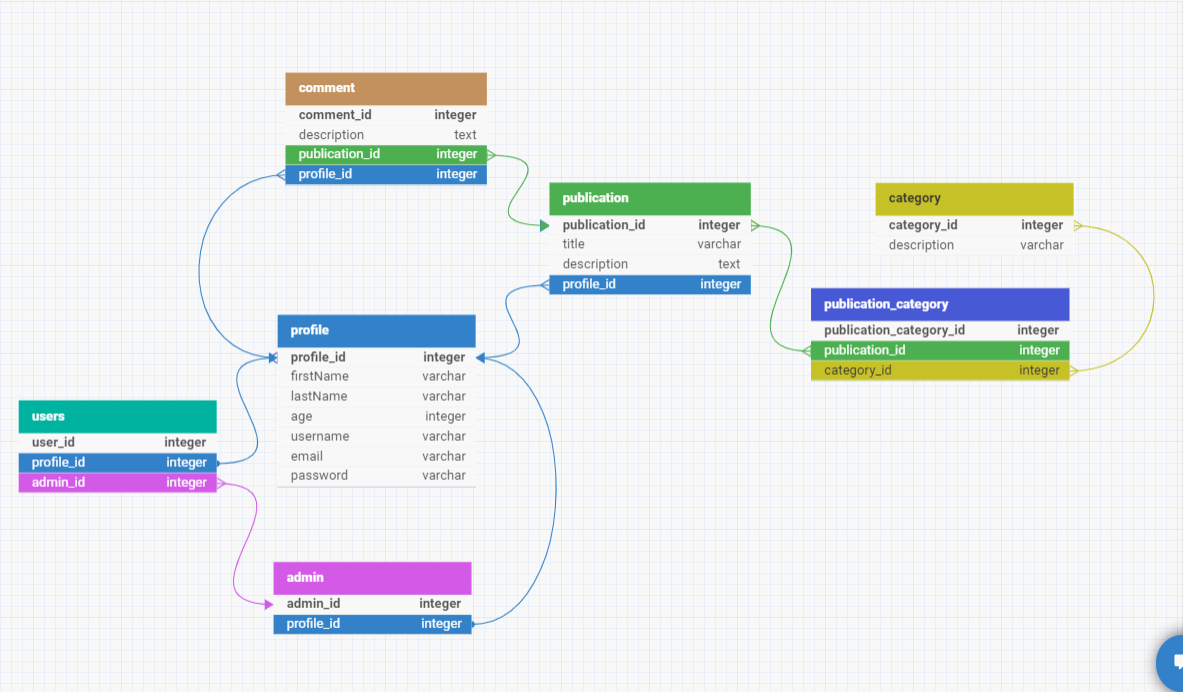 comment
comment_id integer
description text
publication_id integer
profile_id integer
publication
publication_id integer
title varchar
description text
profile_id integer
category
category_id integer
description varchar
publication_category
publication_category_id integer
publication_id integer
category_id integer
profile
profile_id integer
firstName varchar
lastName varchar
age integer
username varchar
email varchar
password varchar
users
user_id integer
profile_id integer
admin_id integer
admin
admin_id integer
profile_id integer